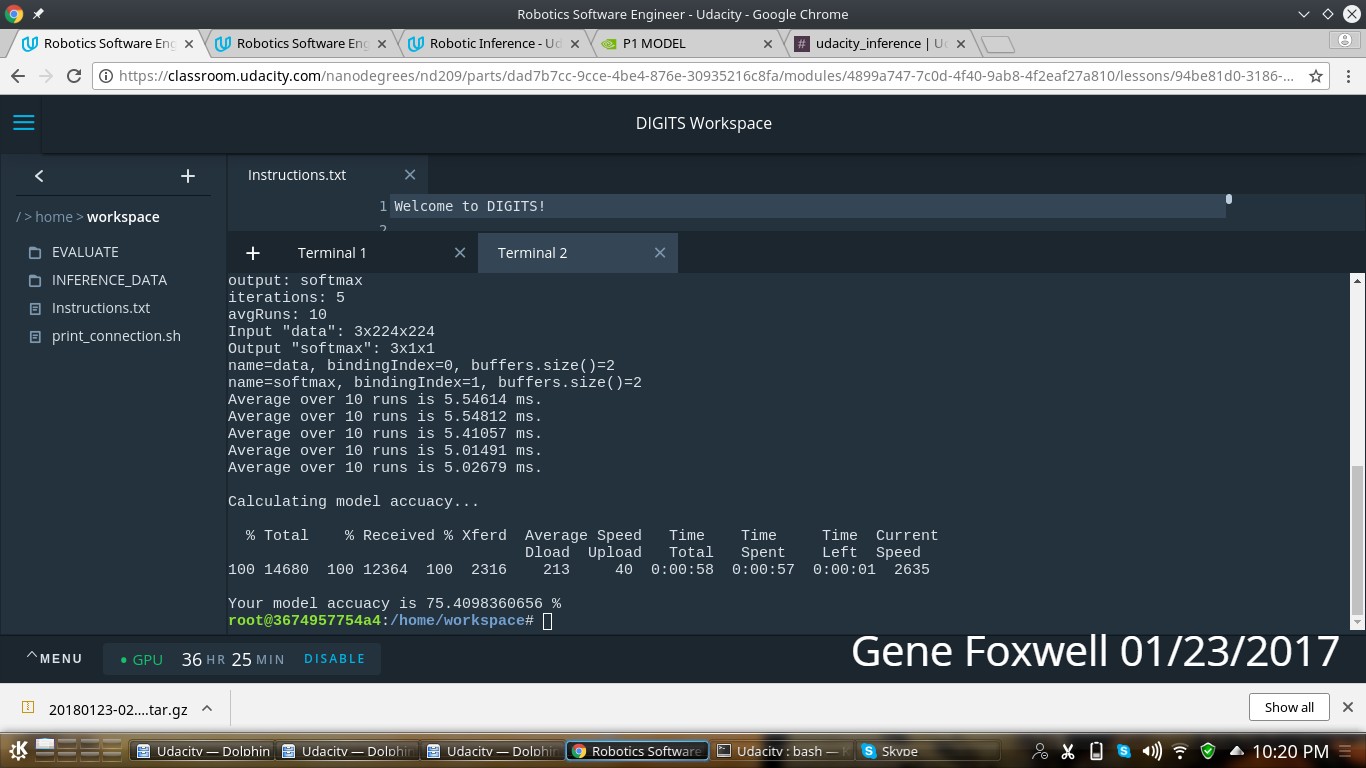 Robotics Software Engineer - Udacity - Google Chrome
Robotics Software Eng
Robotics Software Eng
Robotic Inference - Ud
P1 MODEL
udacity_inference | Ud
https://classroom.udacity.com/nanodegrees/nd209/parts/dad7b7cc-9cce-4be4-876e-30935216c8fa/modules/4899a747-7c0d-4f40-9ab8-4f2eaf27a810/lessons/94be81d0-3186-...
DIGITS Workspace
/ > home > workspace
EVALUATE
INFERENCE_DATA
Instructions.txt
print_connection.sh
Instructions.txt
1 Welcome to DIGITS!
2
Terminal 1
Terminal 2
output: softmax
iterations: 5
avgRuns: 10
Input "data": 3x224x224
Output "softmax": 3x1x1
name=data, bindingIndex=0, buffers.size()=2
name=softmax, bindingIndex=1, buffers.size()=2
Average over 10 runs is 5.54614 ms.
Average over 10 runs is 5.54812 ms.
Average over 10 runs is 5.41057 ms.
Average over 10 runs is 5.01491 ms.
Average over 10 runs is 5.02679 ms.
Calculating model accuacy...
% Total % Received % Xferd Average Speed Time Time Time Current
Dload Upload Total Spent Left Speed
100 14680 100 12364 100 2316 213 40 0:00:58 0:00:57 0:00:01 2635
Your model accuacy is 75.4098360656 %
root@3674957754a4:/home/workspace#
^MENU
GPU 36 HR 25 MIN DISABLE
Gene Foxwell 01/23/2017
20180123-02....tar.gz
Show all
Udacity — Dolphin
Udacity — Dolphin
Udacity — Dolphin
Robotics Software
Udacity : bash — K
Skype
10:20 PM